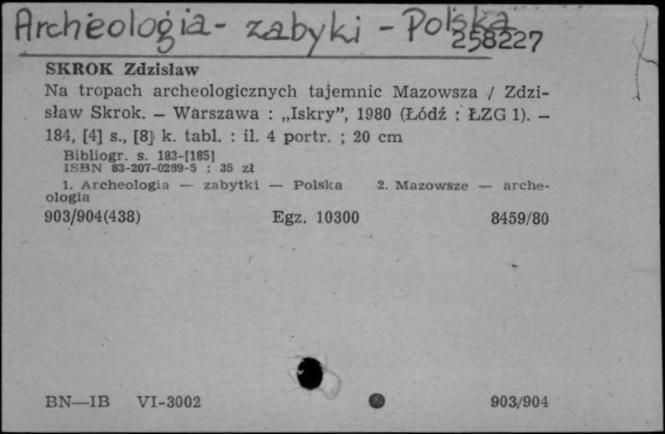 Archeologia - zabyki - Polska
258227
SKROK Zdzisław
Na tropach archeologicznych tajemnic Mazowsza / Zdzi-
sław Skrok. — Warszawa : „Iskry”, 1980 (Łódź : ŁZG 1). —
184, [4] s., [8] k. tabl. : il. 4 portr. ; 20 cm
Bibliogr. s. 183-[185]
ISBN 83-207-0289-5 : 35 zł
1. Archeologia — zabytki — Polska 2. Mazowsze — arche-
ologia
903/904(438) Egz. 10300 8459/80
BN—IB VI-3002 903/904